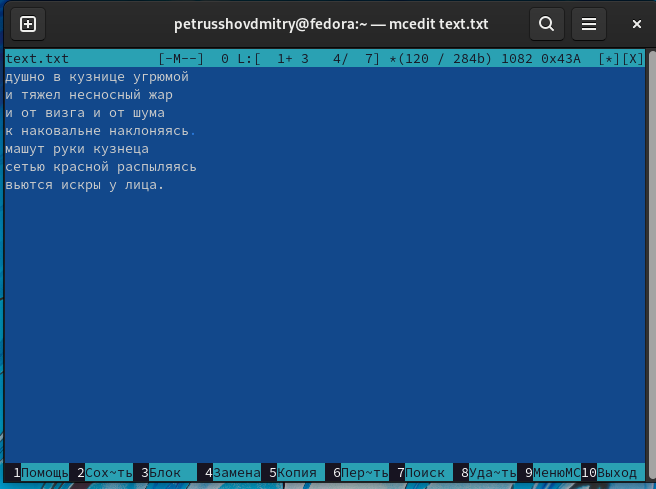 petrusshovdmitry@fedora:~ — mcedit text.txt
text.txt [-M--] 0 L:[ 1+ 3 4/ 7] *(120 / 284b) 1082 0x43A [*][X]
душно в кузнице угрюмой
и тяжел несносный жар
и от визга и от шума
к наковальне наклоняясь.
машут руки кузнеца
сетью красной распыляясь
вьются искры у лица.
1Помощь 2Сох~ть 3Блок 4Замена 5Копия 6Пер~ть 7Поиск 8Уда~ть 9МенюMC 10Выход